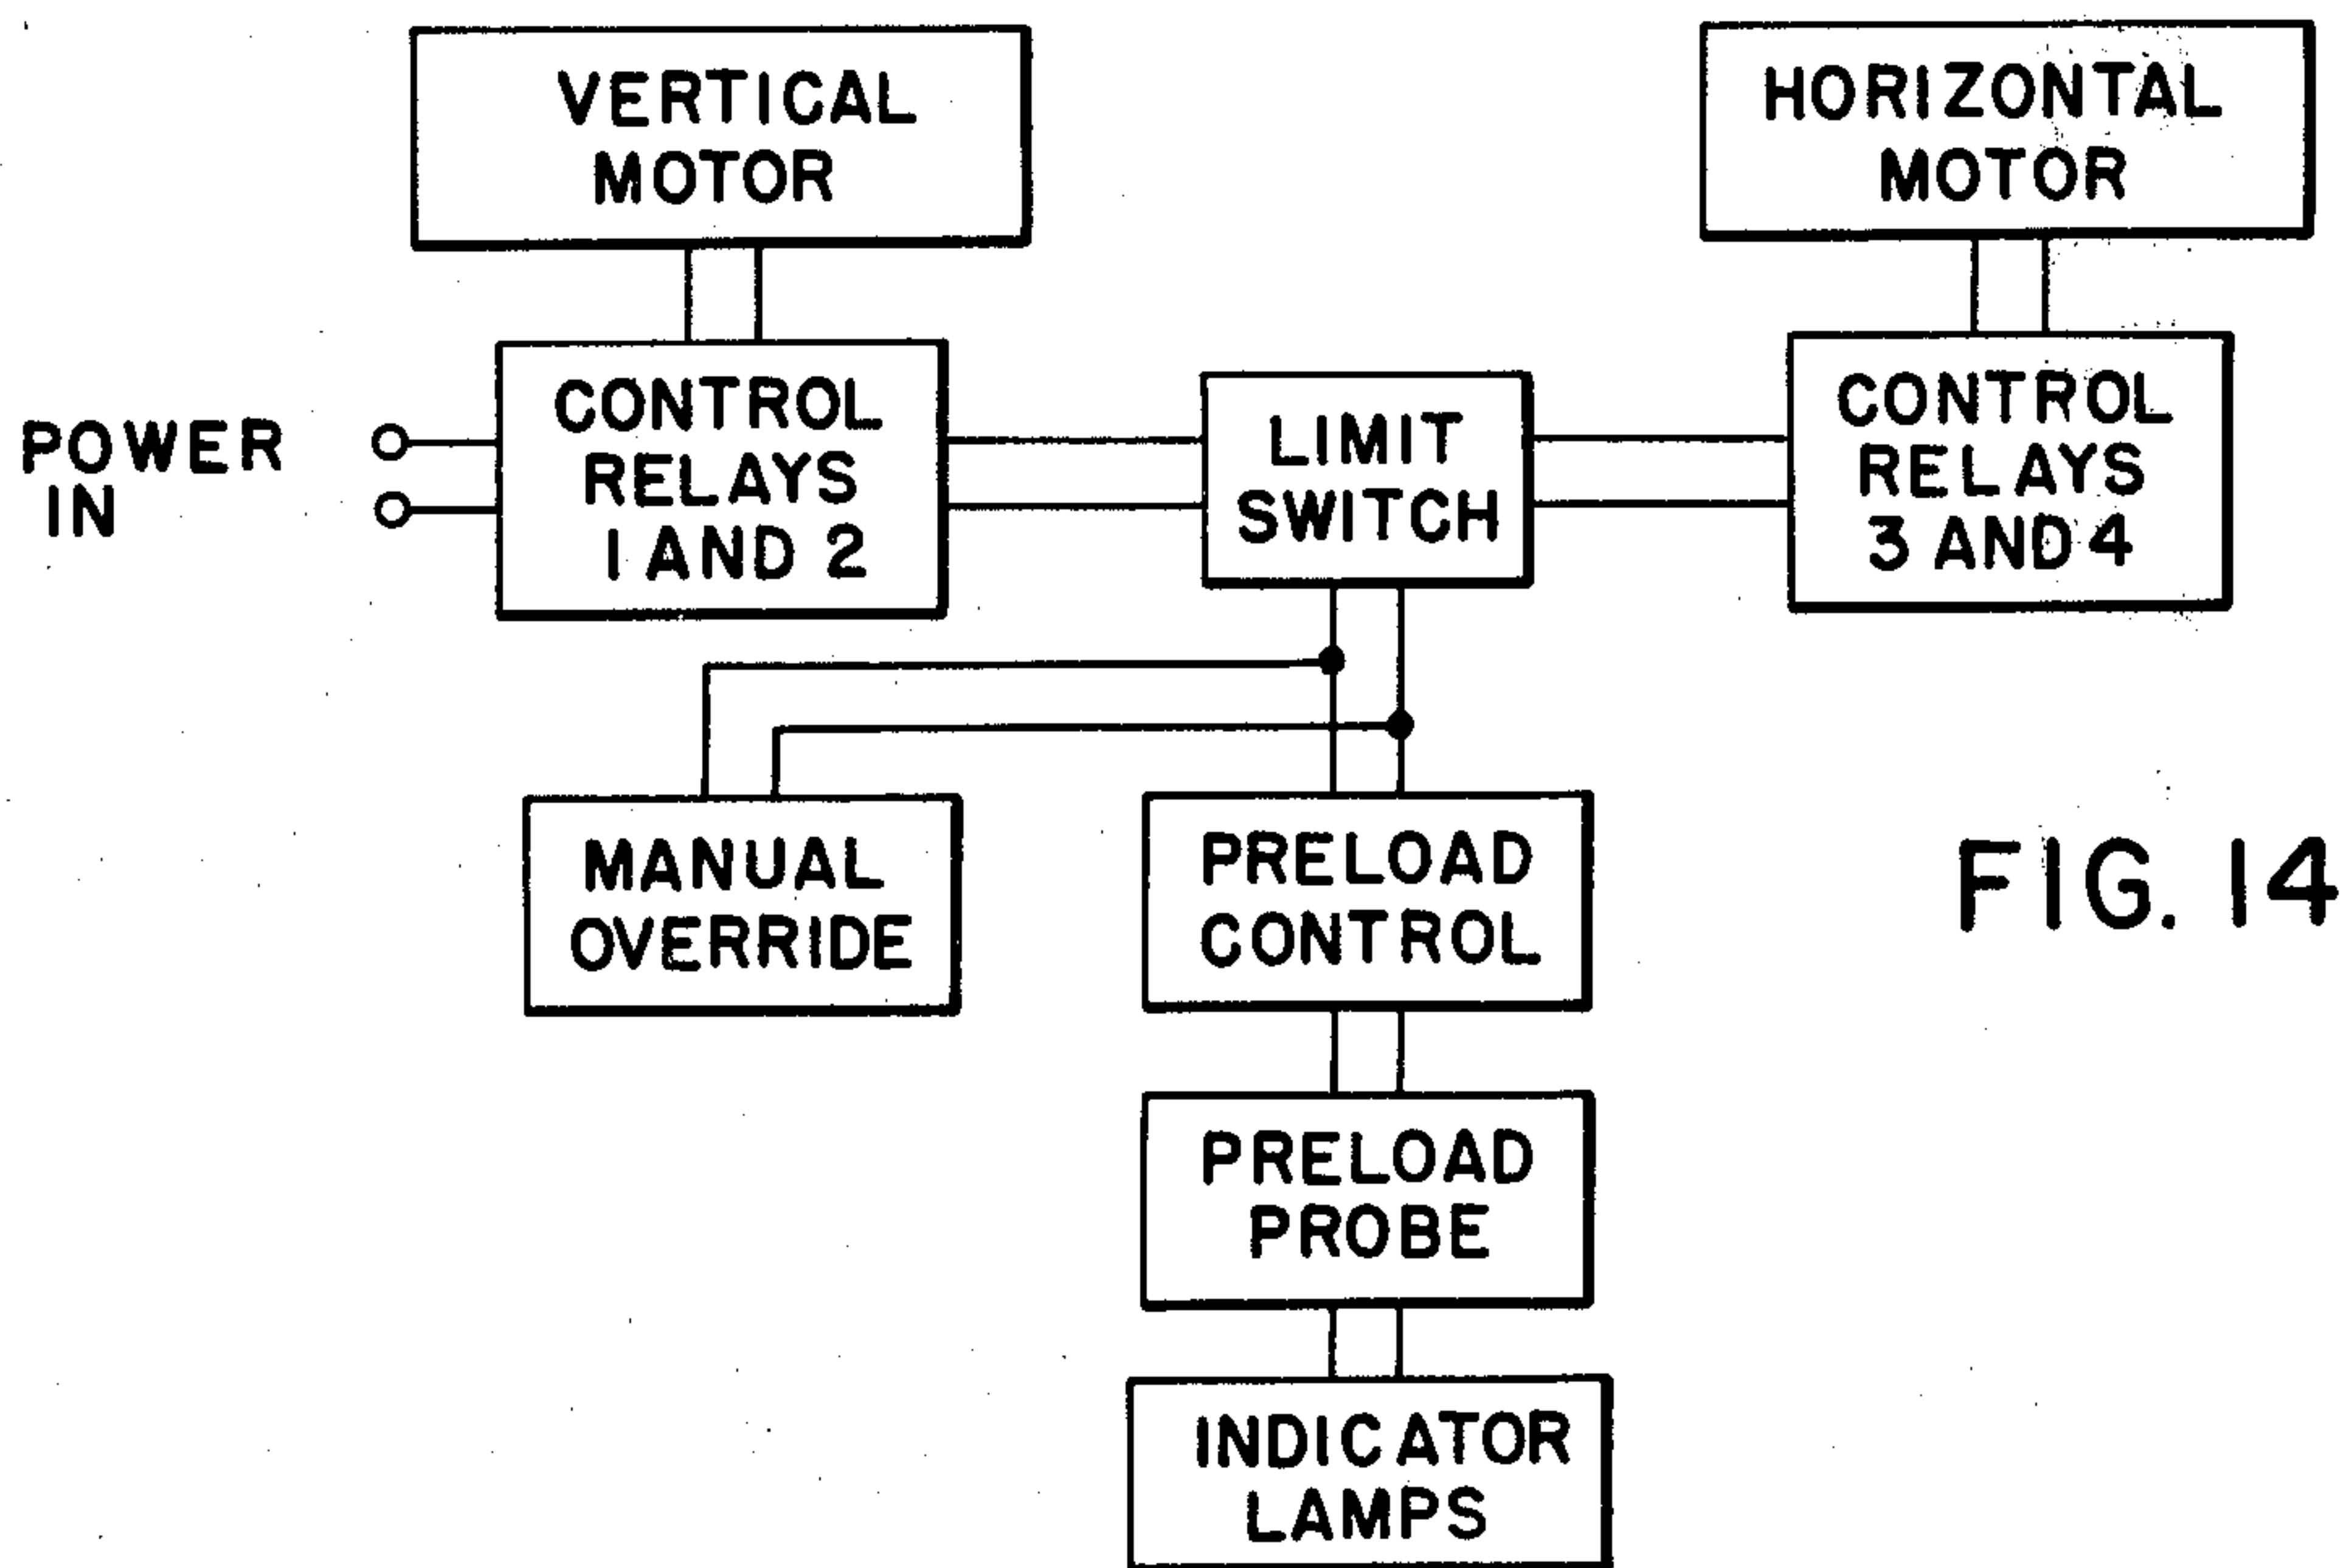 VERTICAL
MOTOR
HORIZONTAL
MOTOR
POWER
IN
CONTROL
RELAYS
1 AND 2
LIMIT
SWITCH
CONTROL
RELAYS
3 AND 4
MANUAL
OVERRIDE
PRELOAD
CONTROL
FIG. 14
PRELOAD
PROBE
INDICATOR
LAMPS